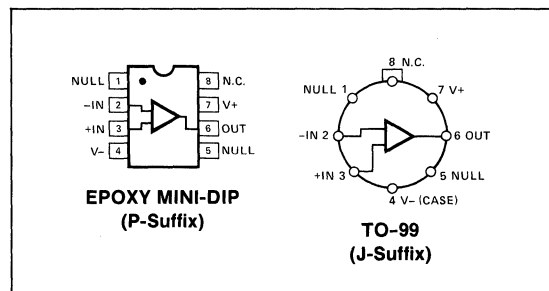 NULL 1 8 N.C.
-IN 2 7 V+
+IN 3 6 OUT
V- 4 5 NULL
EPOXY MINI-DIP
(P-Suffix)
8 N.C.
NULL 1 7 V+
-IN 2 6 OUT
+IN 3 5 NULL
4 V- (CASE)
TO-99
(J-Suffix)